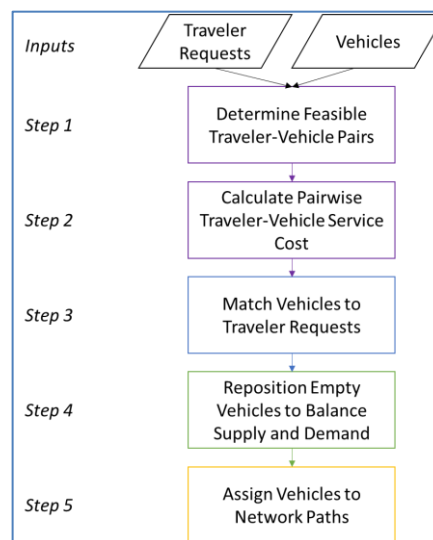 Inputs
Traveler
Requests
Vehicles
Step 1
Determine Feasible
Traveler-Vehicle Pairs
Step 2
Calculate Pairwise
Traveler-Vehicle Service
Cost
Step 3
Match Vehicles to
Traveler Requests
Step 4
Reposition Empty
Vehicles to Balance
Supply and Demand
Step 5
Assign Vehicles to
Network Paths